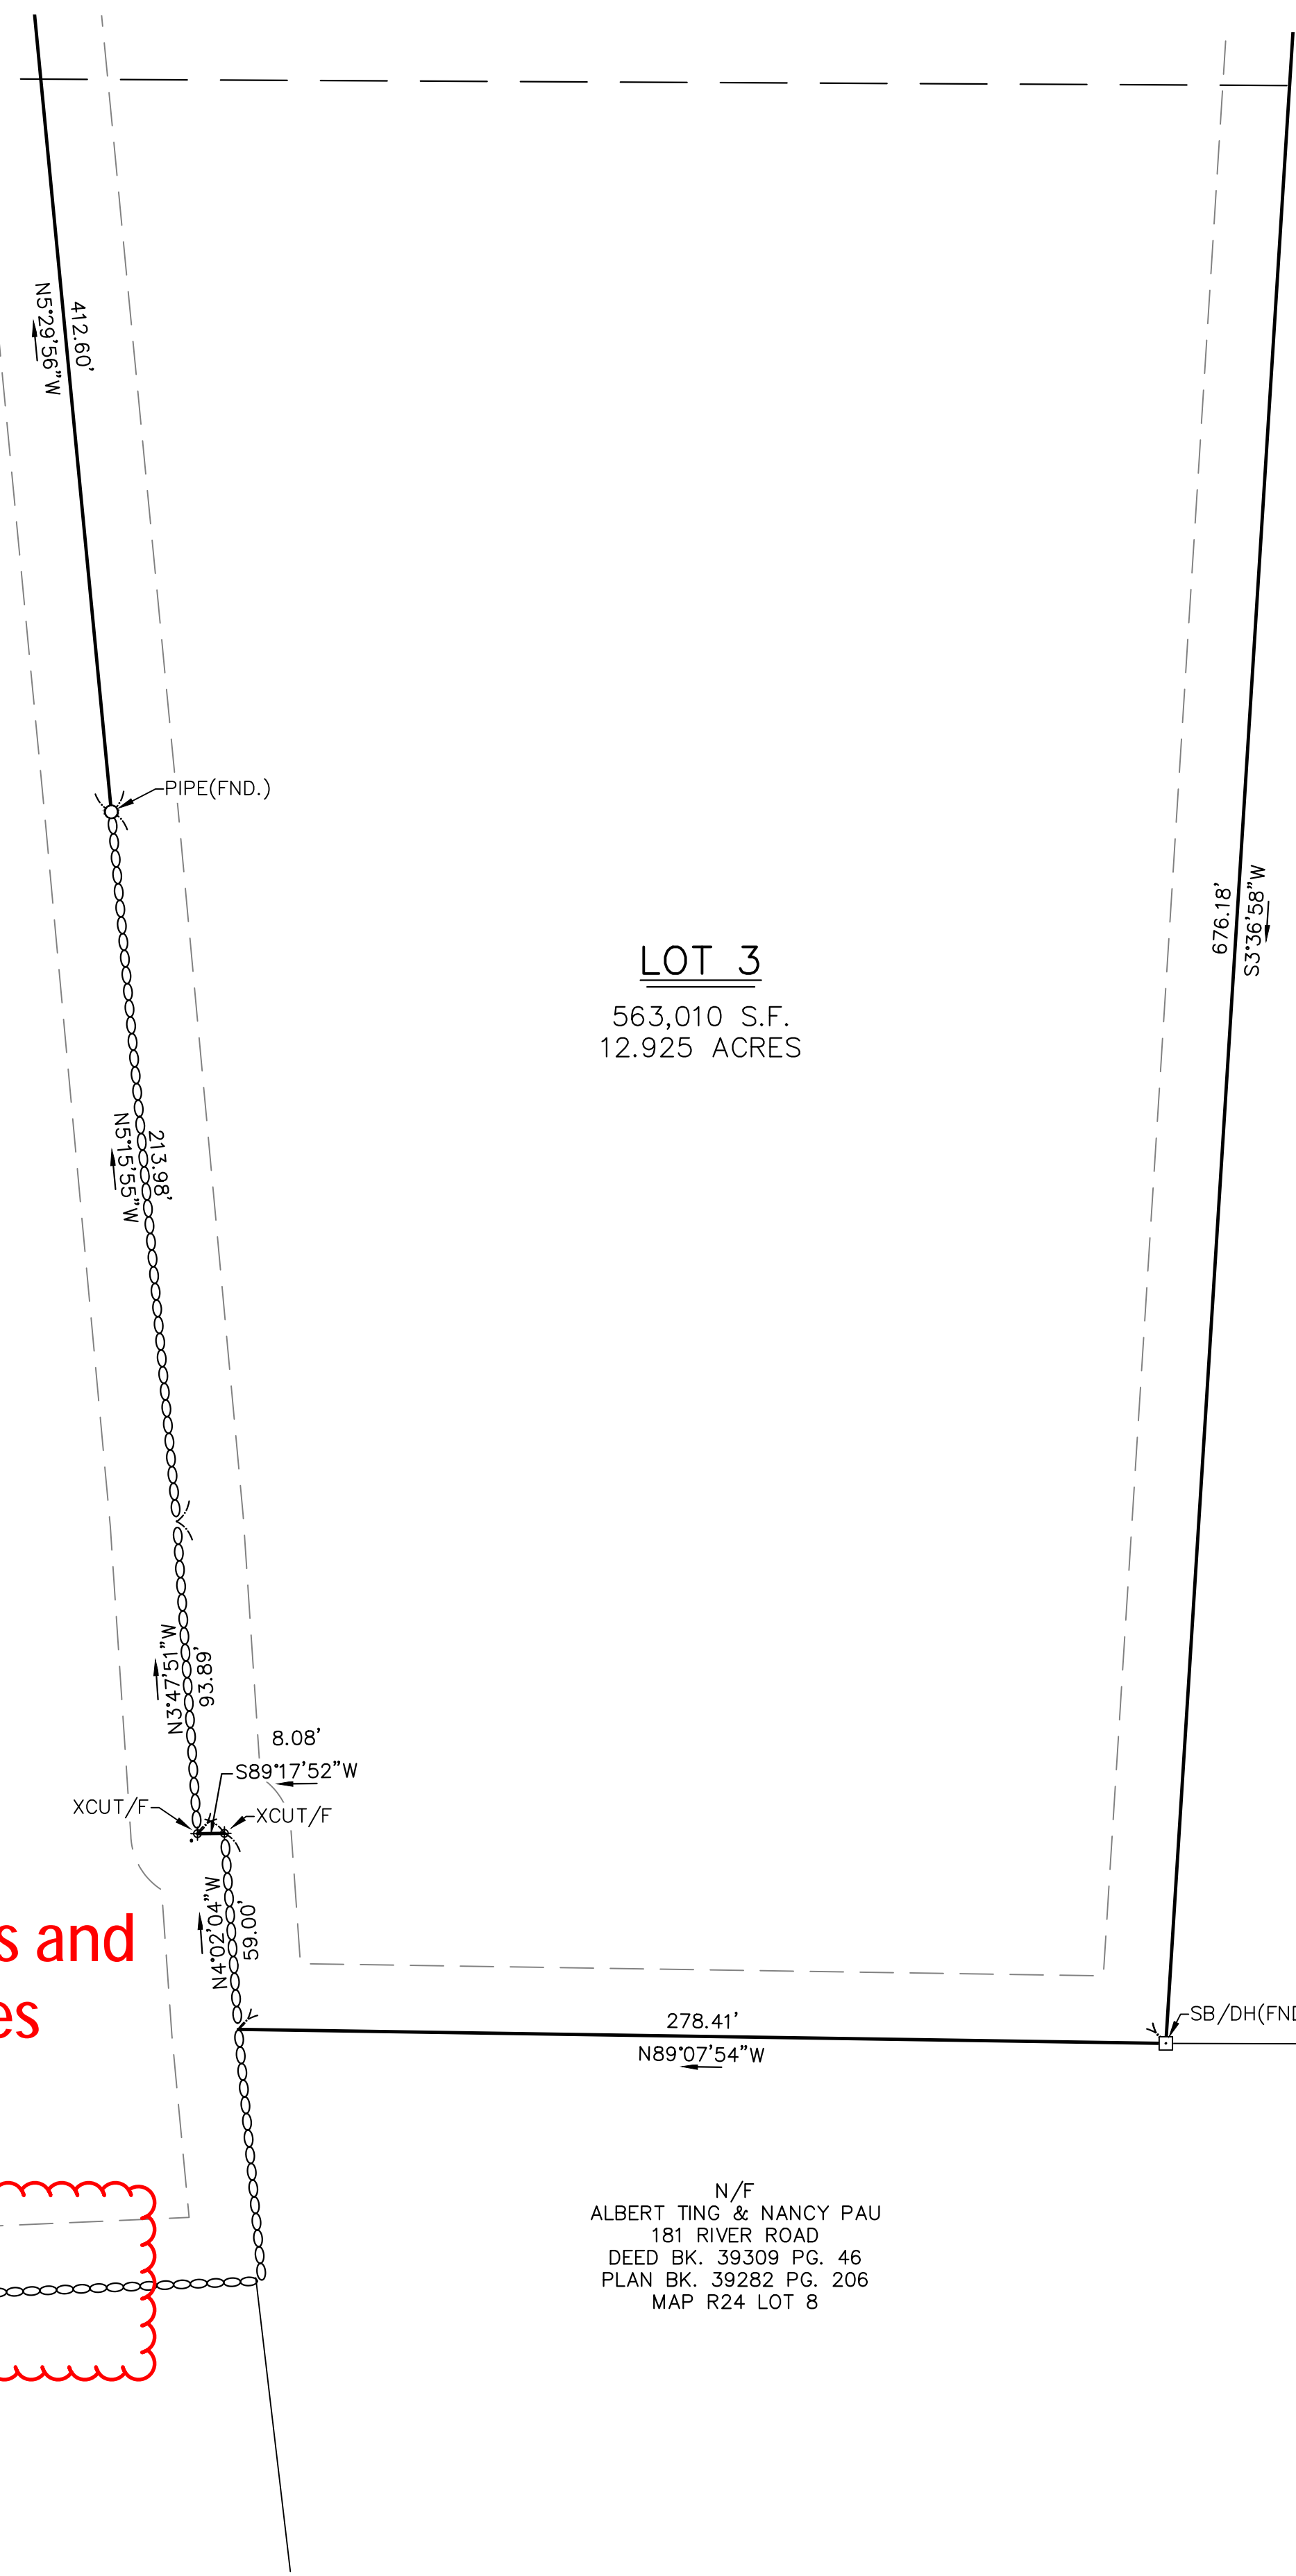 412.60'
N5°29'56"W
PIPE(FND.)
676.18'
S3°36'58"W
LOT 3
563,010 S.F.
12.925 ACRES
213.98'
N5°15'55"W
N3°47'51"W
93.89'
8.08'
S89°17'52"W
XCUT/F
XCUT/F
N4°02'04"W
59.00'
s and
es
278.41'
N89°07'54"W
SB/DH(FND
N/F
ALBERT TING & NANCY PAU
181 RIVER ROAD
DEED BK. 39309 PG. 46
PLAN BK. 39282 PG. 206
MAP R24 LOT 8